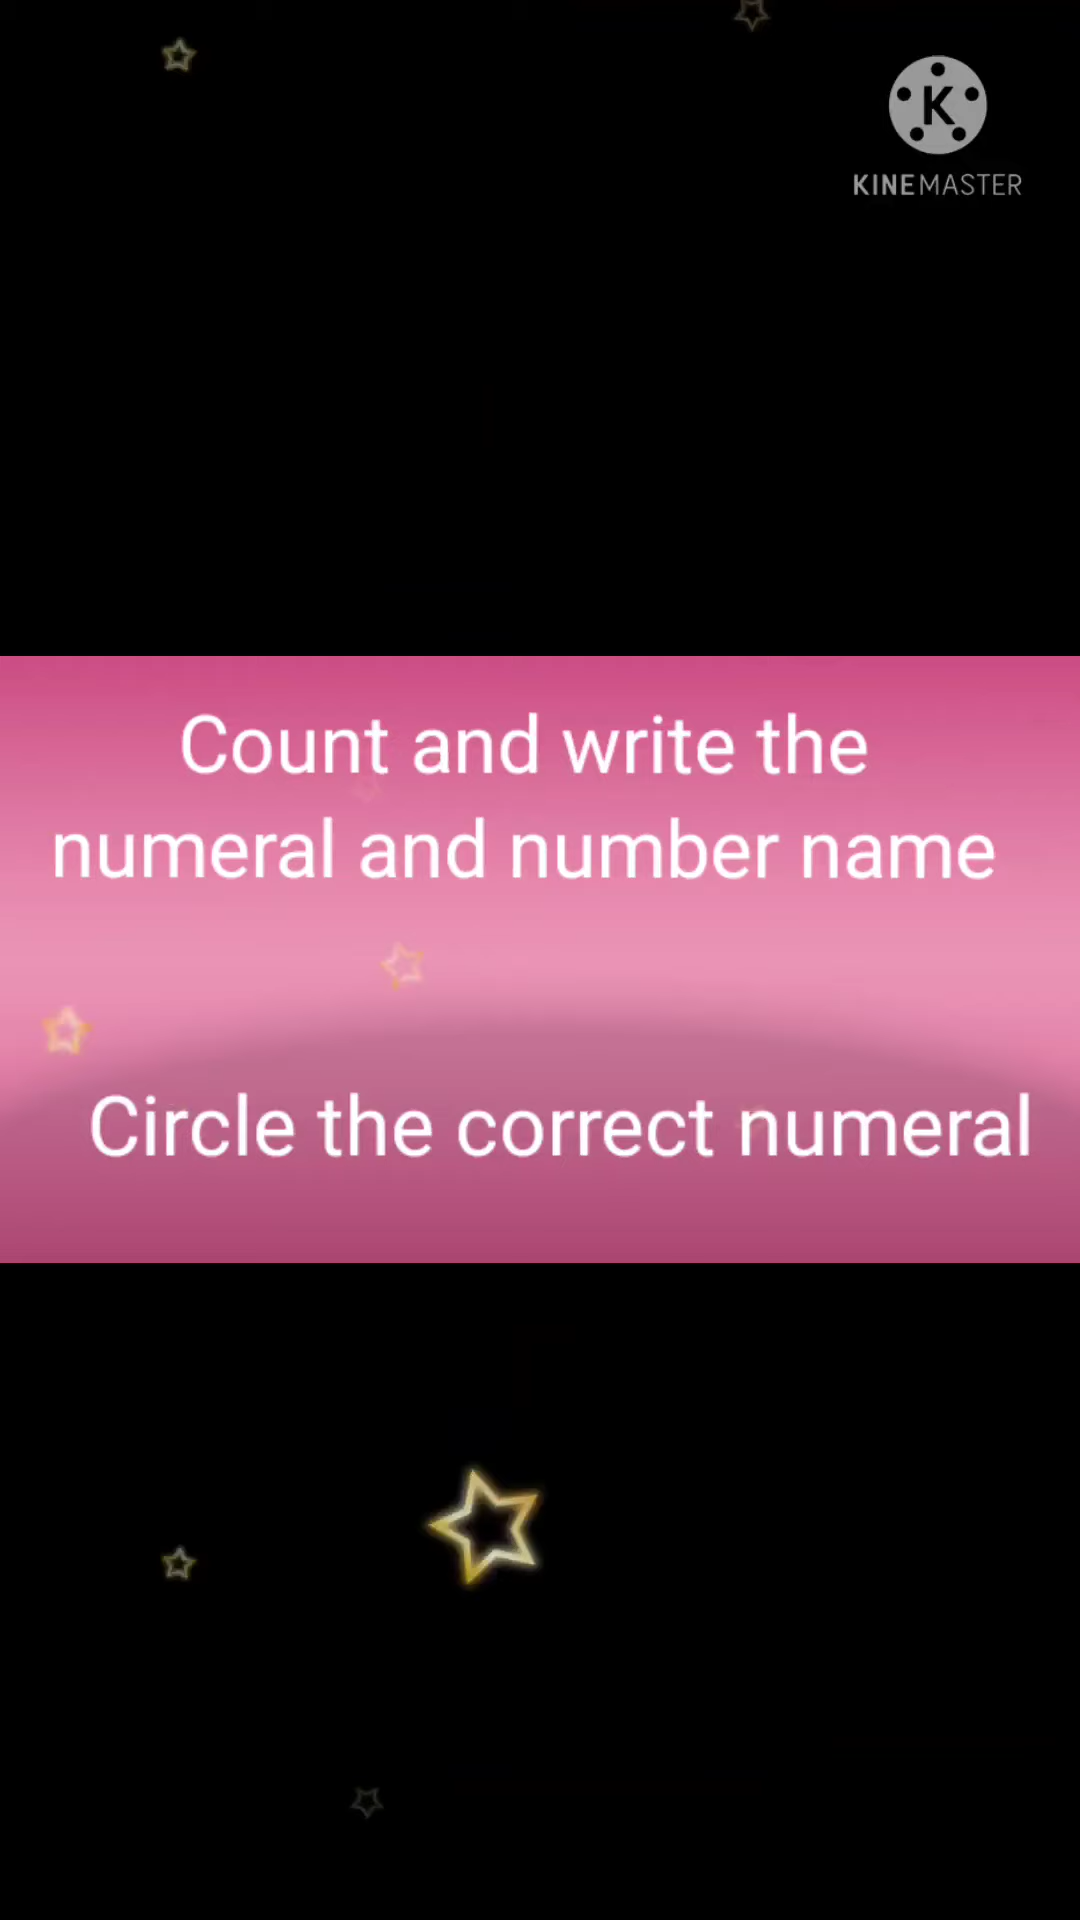 K
KINEMASTER
Count and write the
numeral and number name
Circle the correct numeral